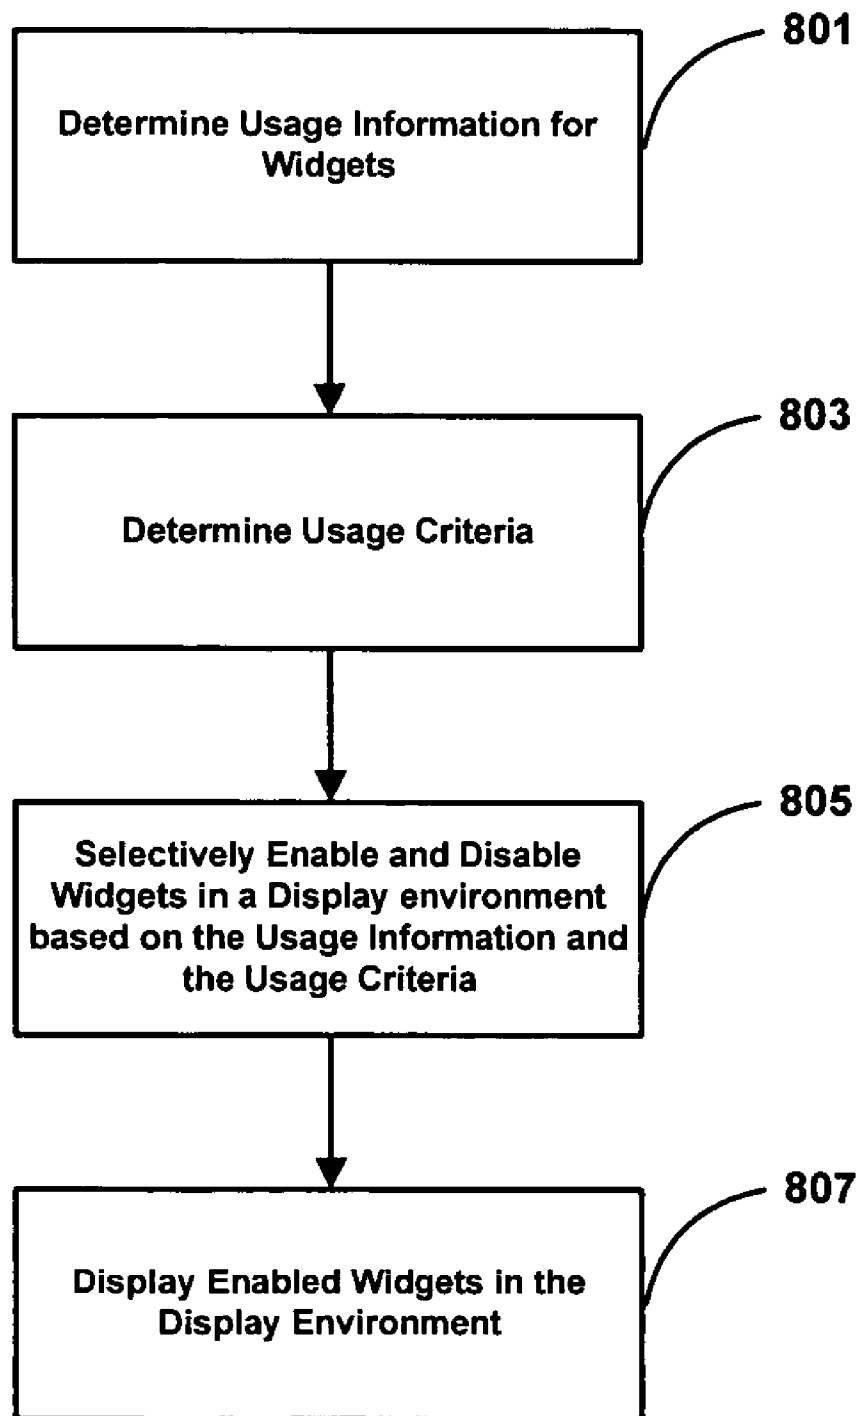 801
Determine Usage Information for
Widgets
803
Determine Usage Criteria
805
Selectively Enable and Disable
Widgets in a Display environment
based on the Usage Information and
the Usage Criteria
807
Display Enabled Widgets in the
Display Environment